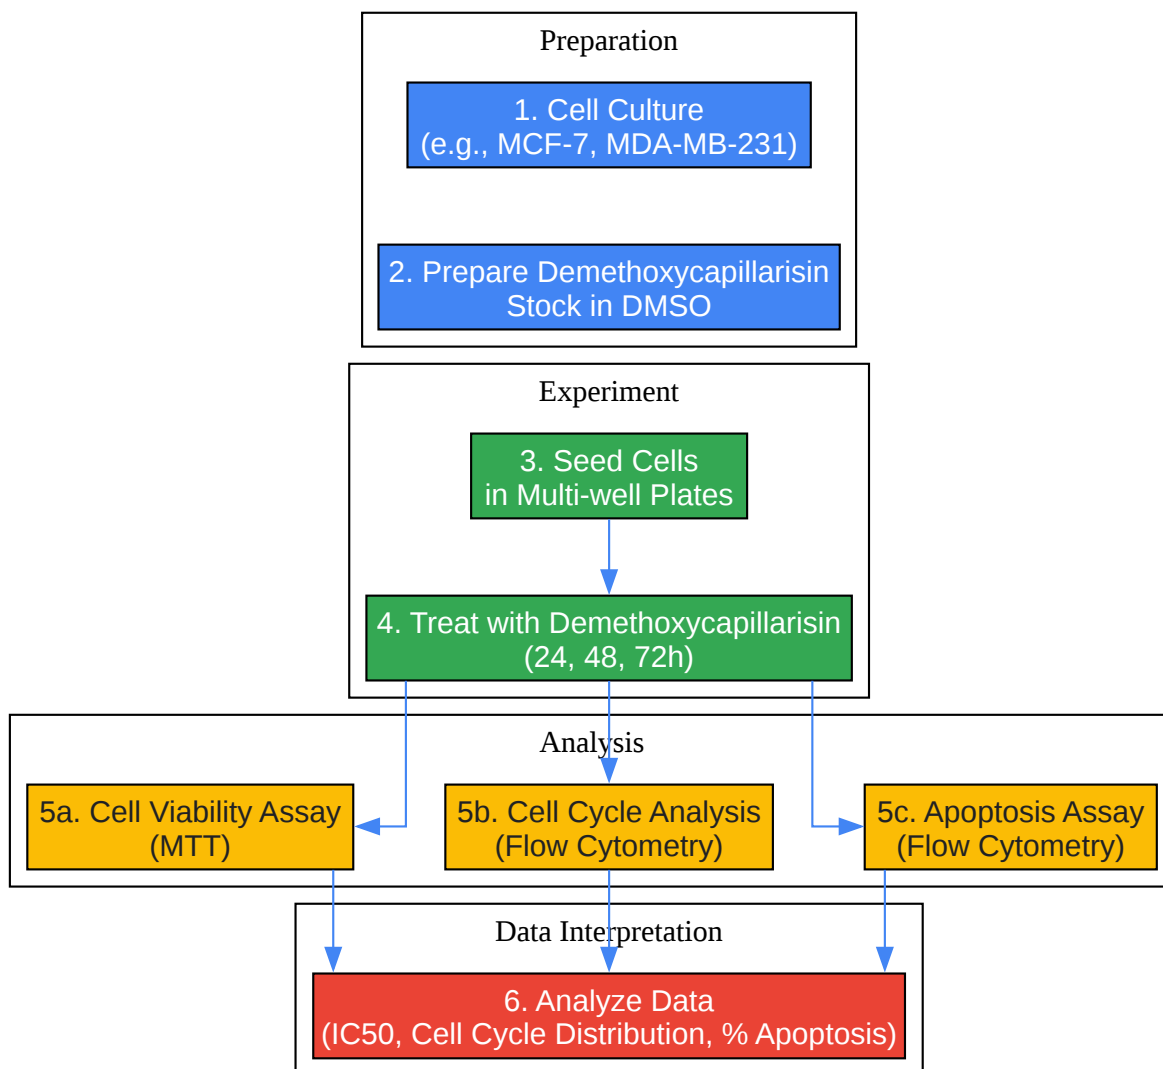 Preparation
1. Cell Culture
(e.g., MCF-7, MDA-MB-231)
2. Prepare Demethoxycapillarisin
Stock in DMSO
Experiment
3. Seed Cells
in Multi-well Plates
4. Treat with Demethoxycapillarisin
(24, 48, 72h)
Analysis
5a. Cell Viability Assay
(MTT)
5b. Cell Cycle Analysis
(Flow Cytometry)
5c. Apoptosis Assay
(Flow Cytometry)
Data Interpretation
6. Analyze Data
(IC50, Cell Cycle Distribution, % Apoptosis)